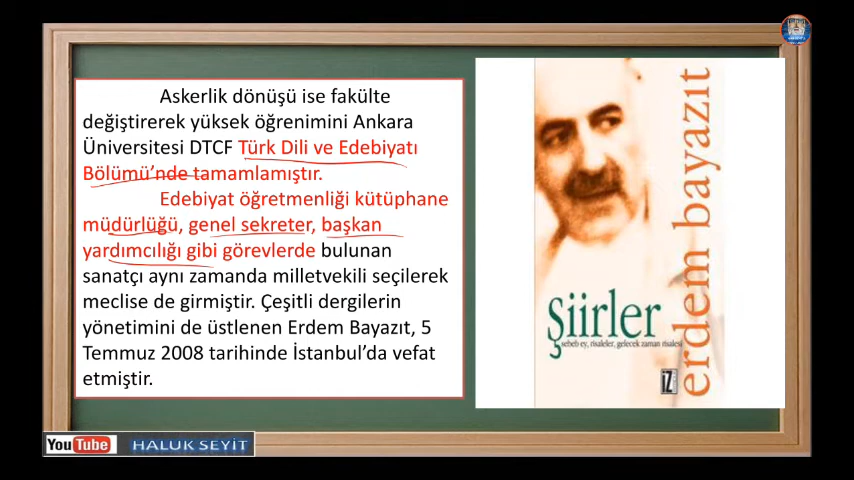 Askerlik dönüşü ise fakülte
değiştirerek yüksek öğrenimini Ankara
Üniversitesi DTCF Türk Dili ve Edebiyatı
Bölümü'nde tamamlamıştır.
Edebiyat öğretmenliği kütüphane
müdürlüğü, genel sekreter, başkan
yardımcılığı gibi görevlerde bulunan
sanatçı aynı zamanda milletvekili seçilerek
meclise de girmiştir. Çeşitli dergilerin
yönetimini de üstlenen Erdem Bayazıt, 5
Temmuz 2008 tarihinde İstanbul'da vefat
etmiştir.
erdem bayazıt
Şiirler
sebeb ey, risaleler, gelecek zaman risalesi
İZ
YouTube HALUK SEYİT